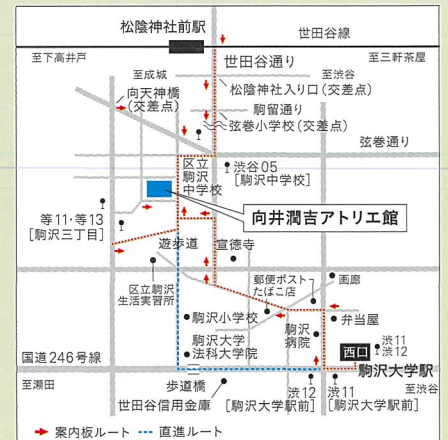 松陰神社前駅
世田谷線
至下高井戸
世田谷通り
至三軒茶屋
至成城
至渋谷
向天神橋
(交差点)
松陰神社入り口(交差点)
駒留通り
弦巻小学校(交差点)
弦巻通り
区立
駒沢
中学校
渋谷05
[駒沢中学校]
等11・等13
[駒沢三丁目]
向井潤吉アトリエ館
遊歩道
宣徳寺
区立駒沢
生活実習所
郵便ポスト
たばこ店
画廊
駒沢小学校
駒沢大学
法科大学院
駒沢
病院
弁当屋
西口
渋11
渋12
国道246号線
駒沢大学駅
至瀬田
至渋谷
歩道橋
世田谷信用金庫
渋12
[駒沢大学駅前]
渋11
[駒沢大学駅前]
案内板ルート
直進ルート